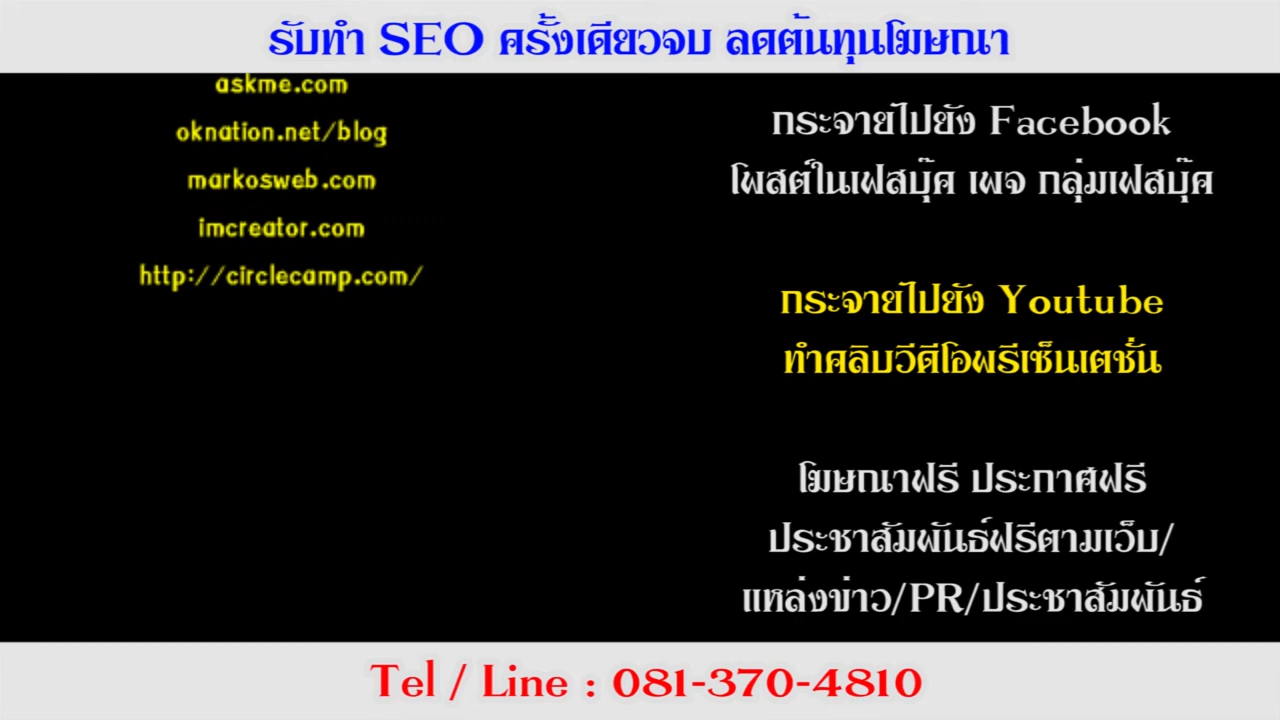 รับทำ SEO ครั้งเดียวจบ ลดต้นทุนโฆษณา
askme.com
oknation.net/blog
markosweb.com
imcreator.com
http://circlecamp.com/
กระจายไปยัง Facebook
โพสต์ในเฟสบุ๊ค เพจ กลุ่มเฟสบุ๊ค
กระจายไปยัง Youtube
ทำคลิบวีดีโอพรีเซ็นเตชั่น
โฆษณาฟรี ประกาศฟรี
ประชาสัมพันธ์ฟรีตามเว็บ/
แหล่งข่าว/PR/ประชาสัมพันธ์
Tel / Line : 081-370-4810